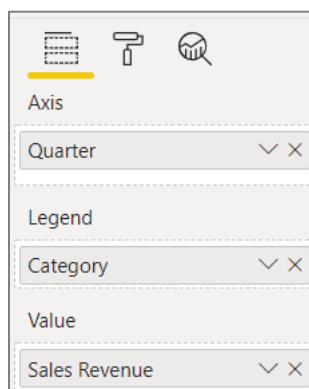 Axis
Quarter
Legend
Category
Value
Sales Revenue